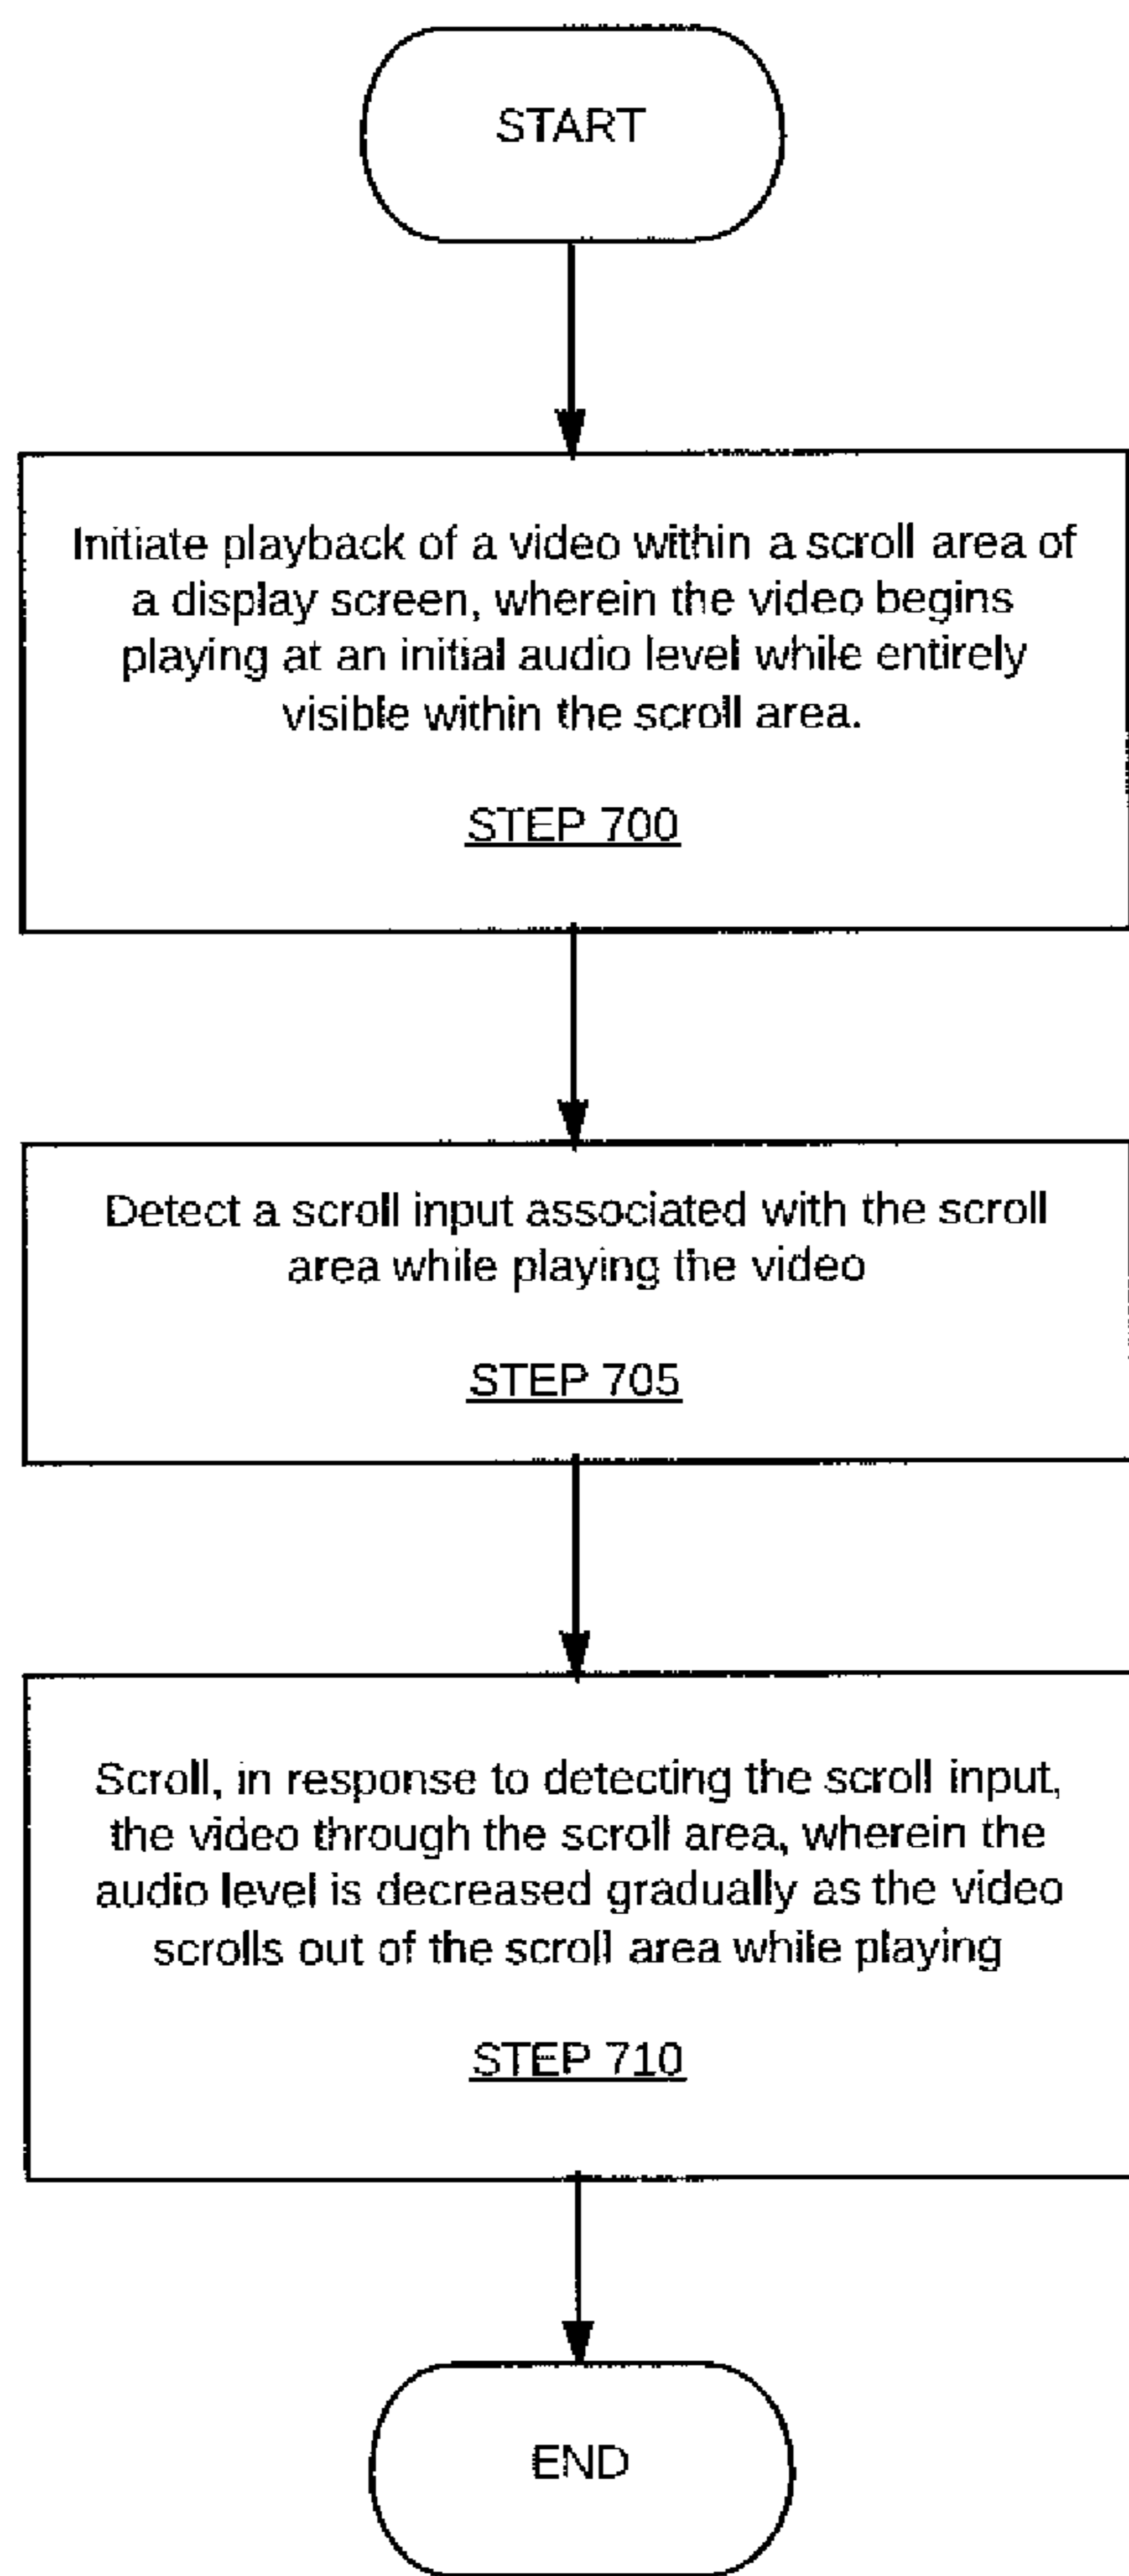 START
Initiate playback of a video within a scroll area of
a display screen, wherein the video begins
playing at an initial audio level while entirely
visible within the scroll area.
STEP 700
Detect a scroll input associated with the scroll
area while playing the video
STEP 705
Scroll, in response to detecting the scroll input,
the video through the scroll area, wherein the
audio level is decreased gradually as the video
scrolls out of the scroll area while playing
STEP 710
END